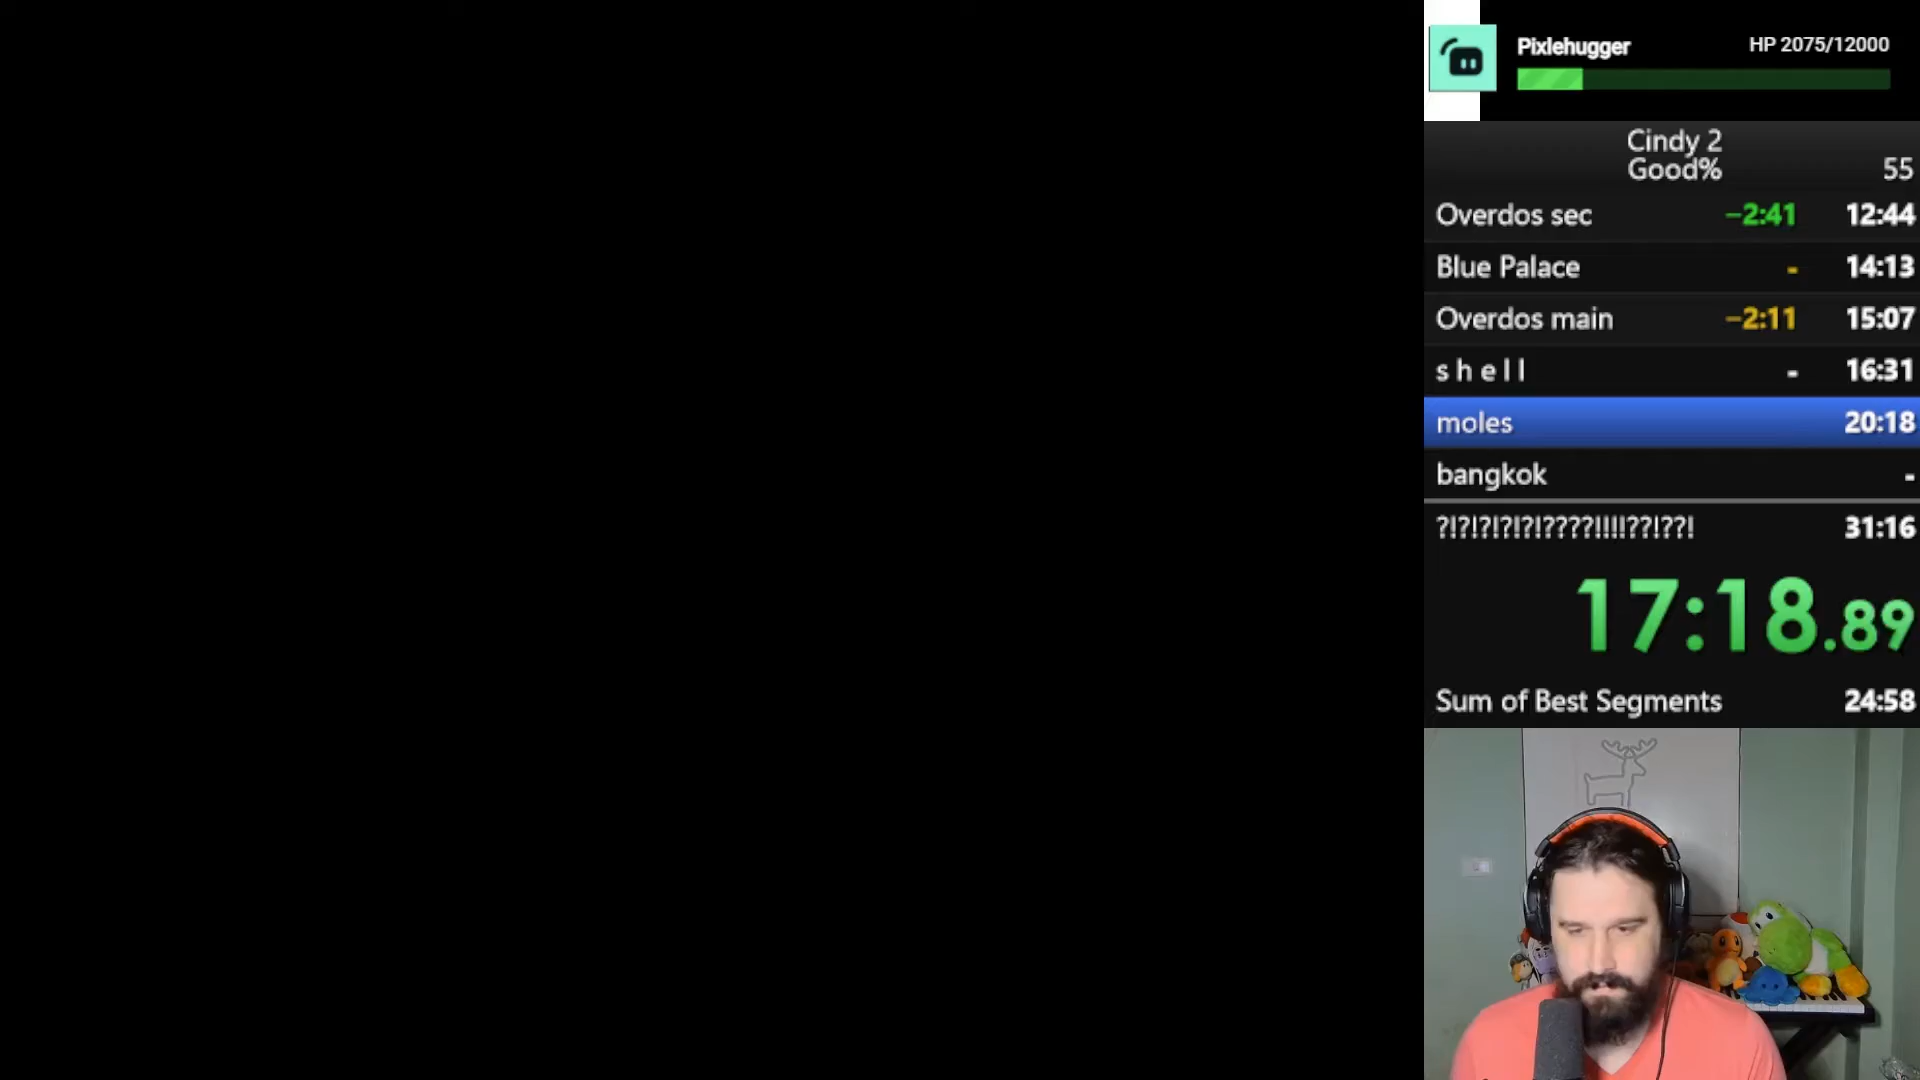 Pixlehugger HP 2075/12000
Cindy 2
Good% 55
Overdos sec −2:41 12:44
Blue Palace - 14:13
Overdos main −2:11 15:07
s h e l l - 16:31
moles 20:18
bangkok -
?!?!?!?!?!????!!!!??!??! 31:16
17:18.89
Sum of Best Segments 24:58